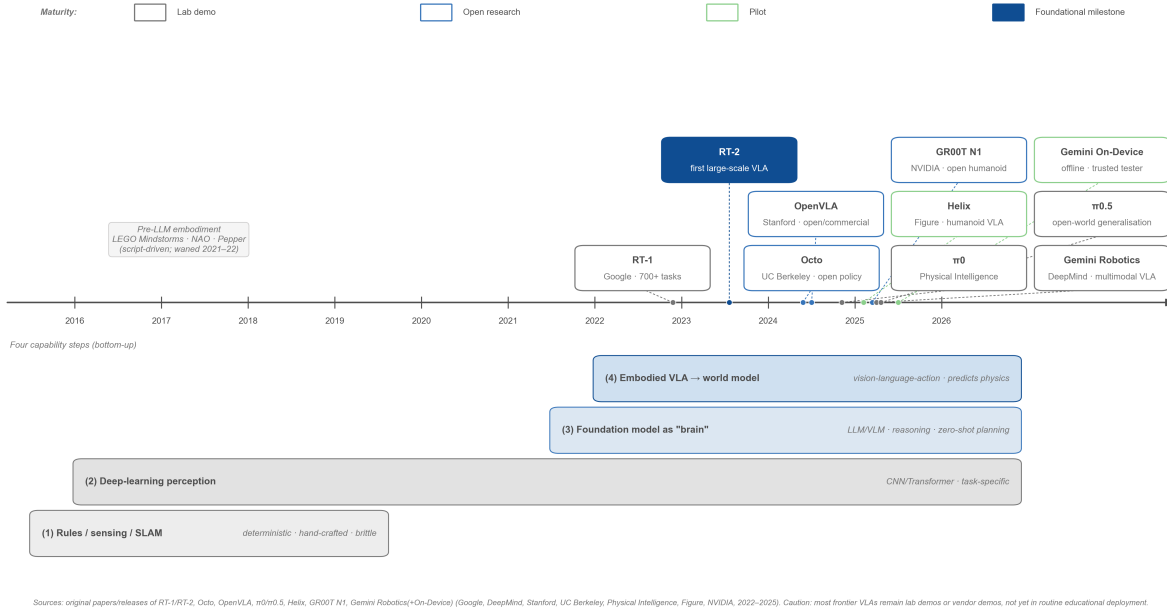 Maturity:
Lab demo
Open research
Pilot
Foundational milestone
RT-2
first large-scale VLA
GR00T N1
NVIDIA · open humanoid
Gemini On-Device
offline · trusted tester
OpenVLA
Stanford · open/commercial
Helix
Figure · humanoid VLA
π0.5
open-world generalisation
Pre-LLM embodiment
LEGO Mindstorms · NAO · Pepper
(script-driven; waned 2021–22)
RT-1
Google · 700+ tasks
Octo
UC Berkeley · open policy
π0
Physical Intelligence
Gemini Robotics
DeepMind · multimodal VLA
2016
2017
2018
2019
2020
2021
2022
2023
2024
2025
2026
Four capability steps (bottom-up)
(4) Embodied VLA → world model
vision-language-action · predicts physics
(3) Foundation model as "brain"
LLM/VLM · reasoning · zero-shot planning
(2) Deep-learning perception
CNN/Transformer · task-specific
(1) Rules / sensing / SLAM
deterministic · hand-crafted · brittle
Sources: original papers/releases of RT-1/RT-2, Octo, OpenVLA, π0/π0.5, Helix, GR00T N1, Gemini Robotics(+On-Device) (Google, DeepMind, Stanford, UC Berkeley, Physical Intelligence, Figure, NVIDIA, 2022–2025). Caution: most frontier VLAs remain lab demos or vendor demos, not yet in routine educational deployment.